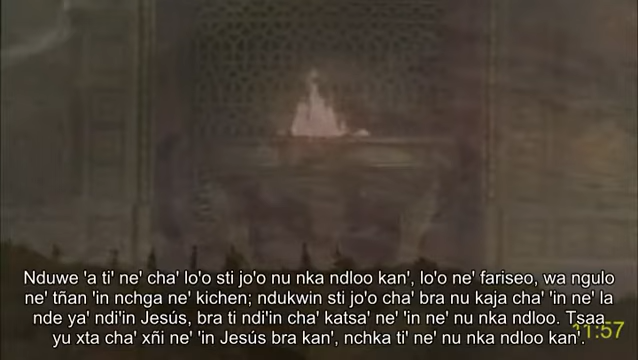 Nduwe 'a ti' ne' cha' lo'o sti jo'o nu nka ndloo kan', lo'o ne' fariseo, wa ngulo
ne' tñan 'in nchga ne' kichen; ndukwin sti jo'o cha' bra nu kaja cha' 'in ne' la
nde ya' ndi'in Jesús, bra ti ndi'in cha' katsa' ne' 'in ne' nu nka ndloo. Tsaa
yu xta cha' xñi ne' 'in Jesús bra kan', nchka ti' ne' nu nka ndloo kan'.
11:57